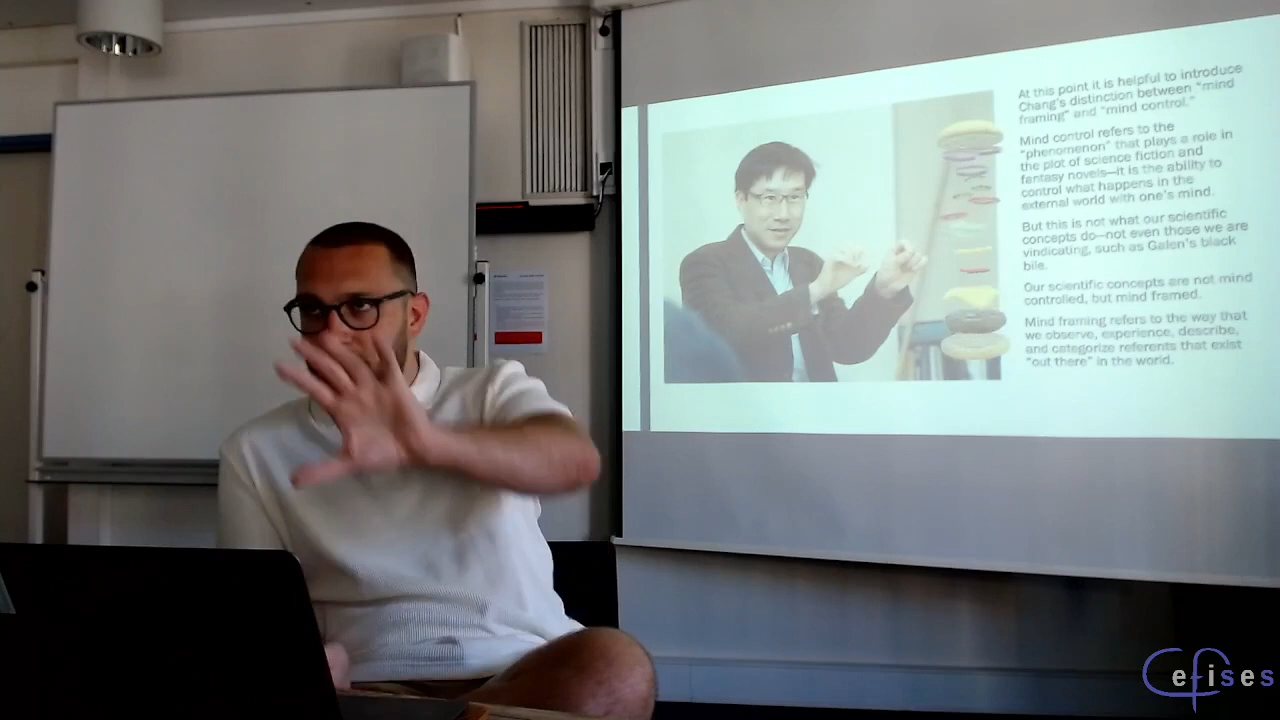 At this point it is helpful to introduce
Chang's distinction between "mind
framing" and "mind control."
Mind control refers to the
"phenomenon" that plays a role in
the plot of science fiction and
fantasy novels—it is the ability to
control what happens in the
external world with one's mind.
But this is not what our scientific
concepts do—not even those we are
vindicating, such as Galen's black
bile.
Our scientific concepts are not mind
controlled, but mind framed.
Mind framing refers to the way that
we observe, experience, describe,
and categorize referents that exist
"out there" in the world.
efises